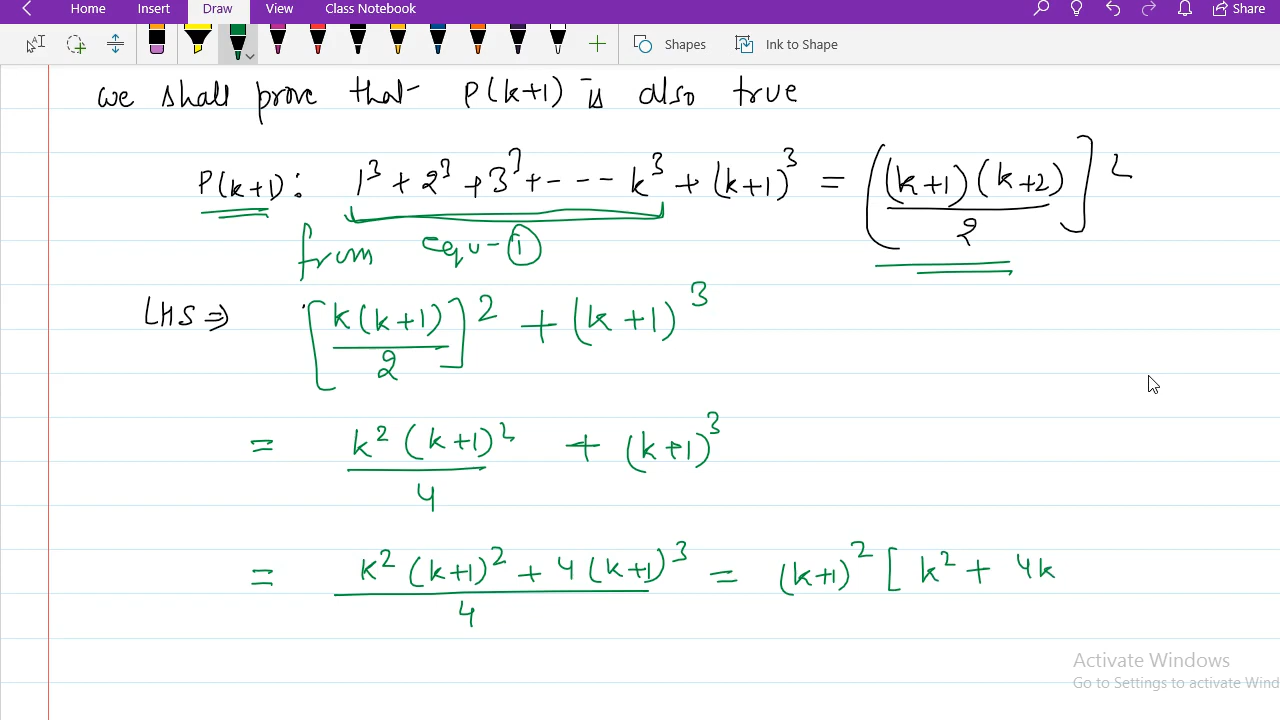 Home Insert Draw View Class Notebook Share
Shapes Ink to Shape
we shall prove that P(k+1) is also true
P(k+1): 1³ + 2³ + 3³ + - - - k³ + (k+1)³ = [(k+1)(k+2)/2]²
from equ-①
LHS ⇒ [k(k+1)/2]² + (k+1)³
= k²(k+1)²/4 + (k+1)³
= k²(k+1)² + 4(k+1)³/4 = (k+1)² [k² + 4k
Activate Windows
Go to Settings to activate Wind